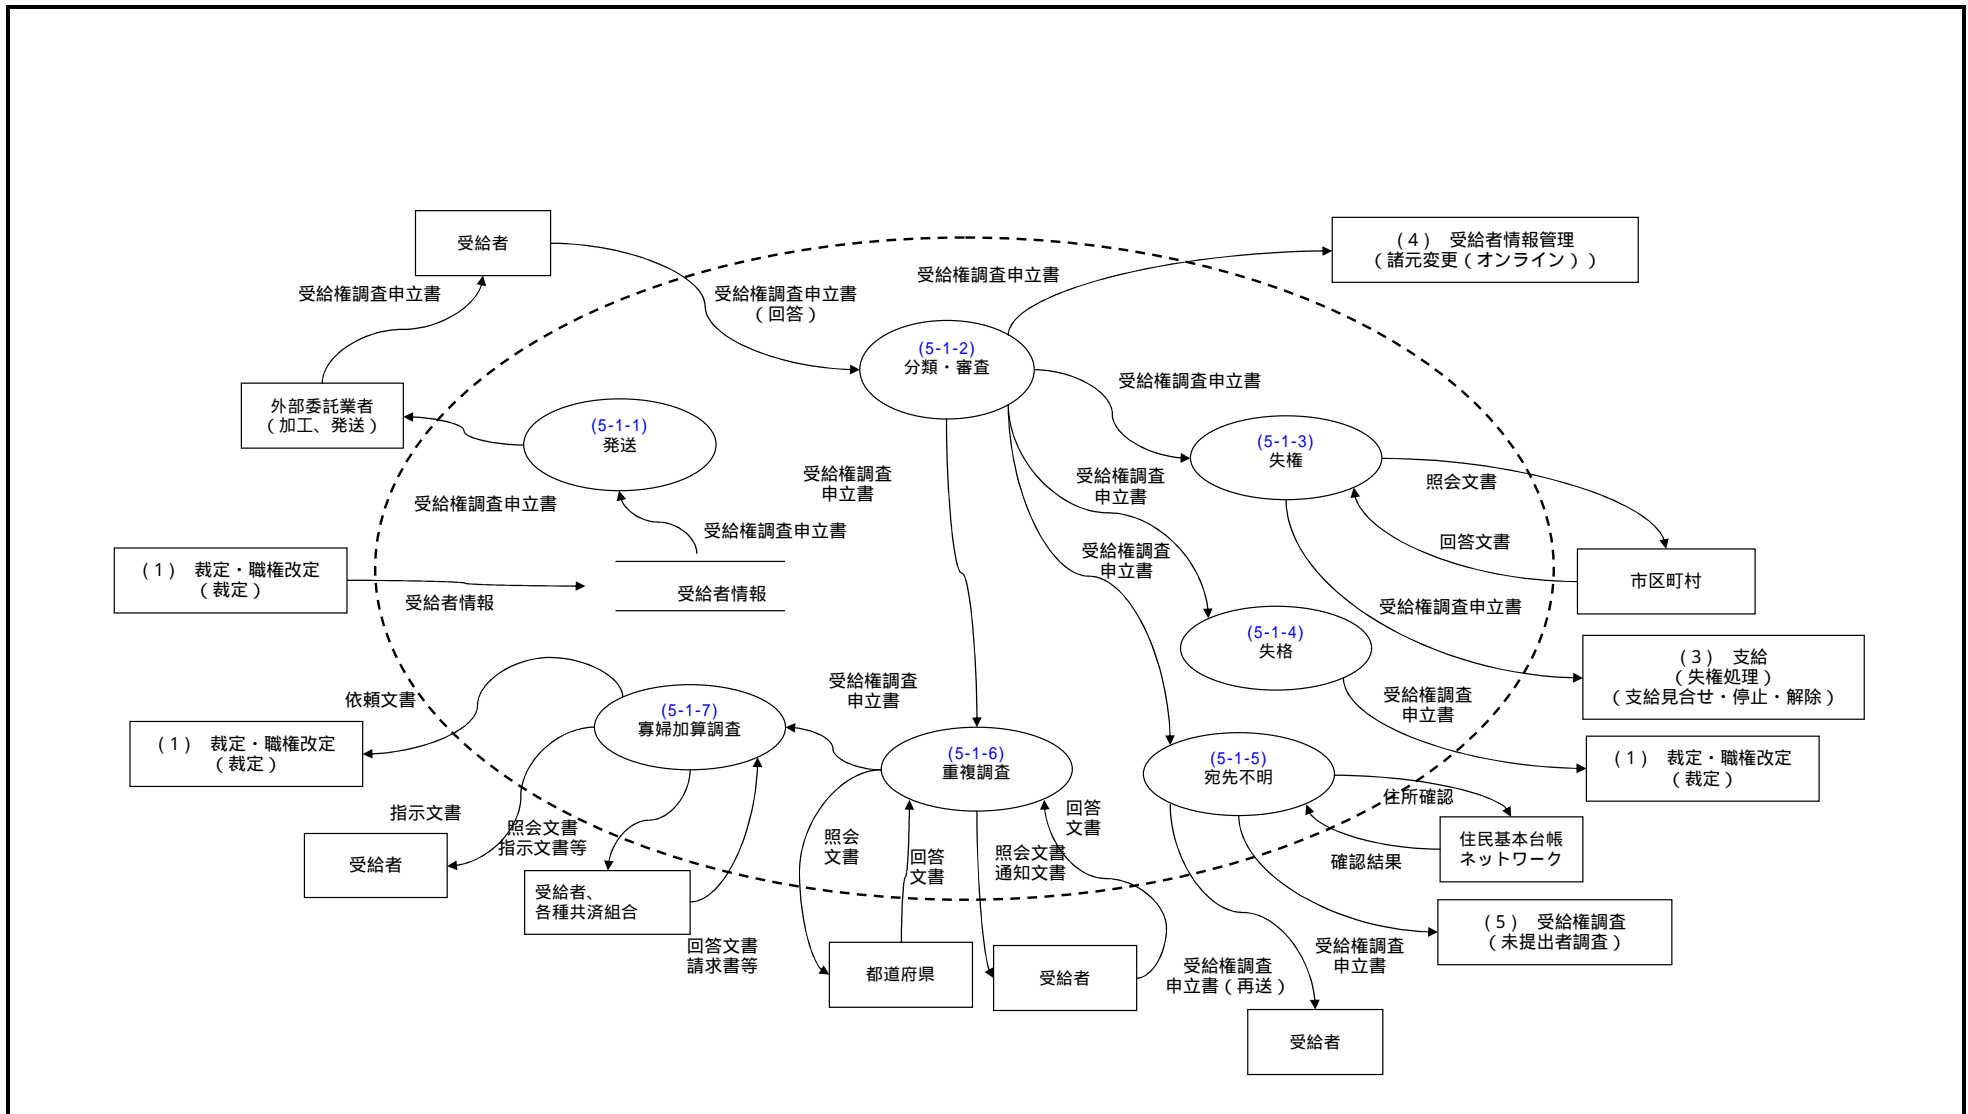 受給者
(4) 受給者情報管理
(諸元変更(オンライン))
受給権調査申立書
受給権調査申立書
受給権調査申立書
(回答)
(5-1-2)
分類・審査
受給権調査申立書
外部委託業者
(加工、発送)
(5-1-1)
発送
(5-1-3)
失権
照会文書
受給権調査
申立書
受給権調査
申立書
受給権調査申立書
受給権調査申立書
回答文書
受給権調査
申立書
(1) 裁定・職権改定
(裁定)
受給者情報
受給者情報
市区町村
受給権調査申立書
(5-1-4)
失格
(3) 支給
(失権処理)
(支給見合せ・停止・解除)
依頼文書
受給権調査
申立書
受給権調査
申立書
(5-1-7)
寡婦加算調査
(1) 裁定・職権改定
(裁定)
(5-1-6)
重複調査
(5-1-5)
宛先不明
(1) 裁定・職権改定
(裁定)
住所確認
指示文書
照会文書
指示文書等
照会
文書
回答
文書
回答
文書
照会文書
通知文書
住民基本台帳
ネットワーク
確認結果
受給者
受給者、
各種共済組合
(5) 受給権調査
(未提出者調査)
回答文書
請求書等
都道府県
受給者
受給権調査
申立書(再送)
受給権調査
申立書
受給者